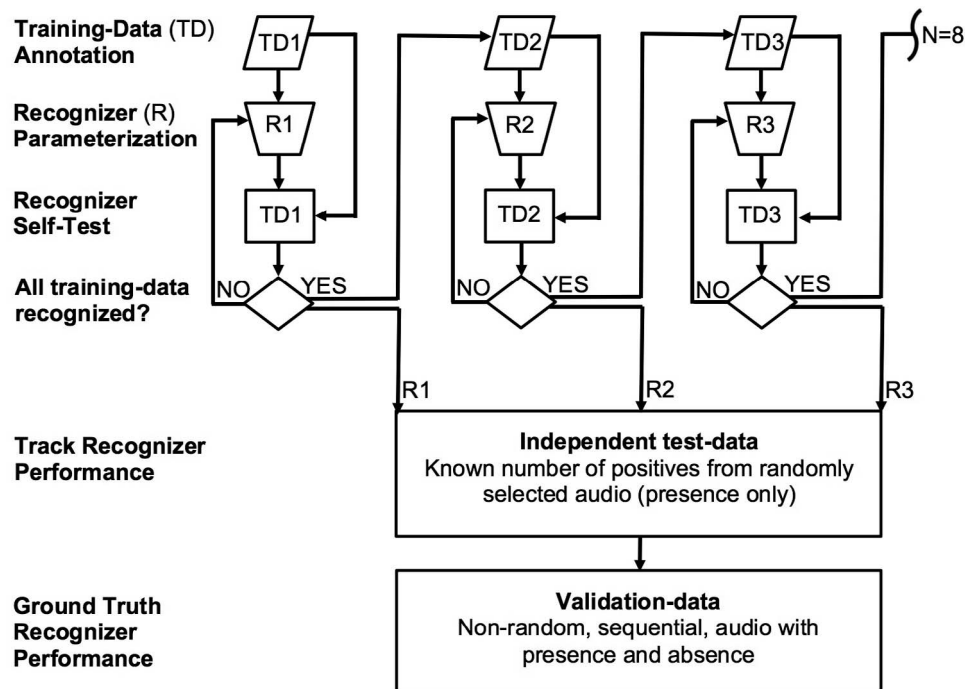 Training-Data (TD)
Annotation
TD1
TD2
TD3
N=8
Recognizer (R)
Parameterization
R1
R2
R3
Recognizer
Self-Test
TD1
TD2
TD3
All training-data
recognized?
NO
YES
NO
YES
NO
YES
R1
R2
R3
Track Recognizer
Performance
Independent test-data
Known number of positives from randomly
selected audio (presence only)
Ground Truth
Recognizer
Performance
Validation-data
Non-random, sequential, audio with
presence and absence